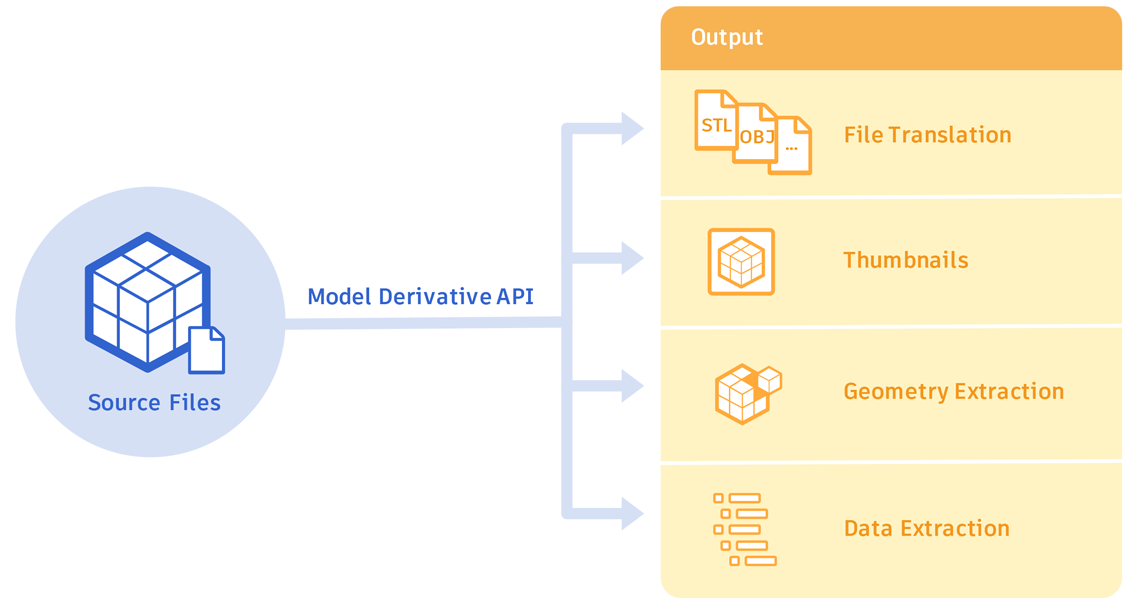 Output
STL
OBJ
...
File Translation
Thumbnails
Model Derivative API
Geometry Extraction
Source Files
Data Extraction